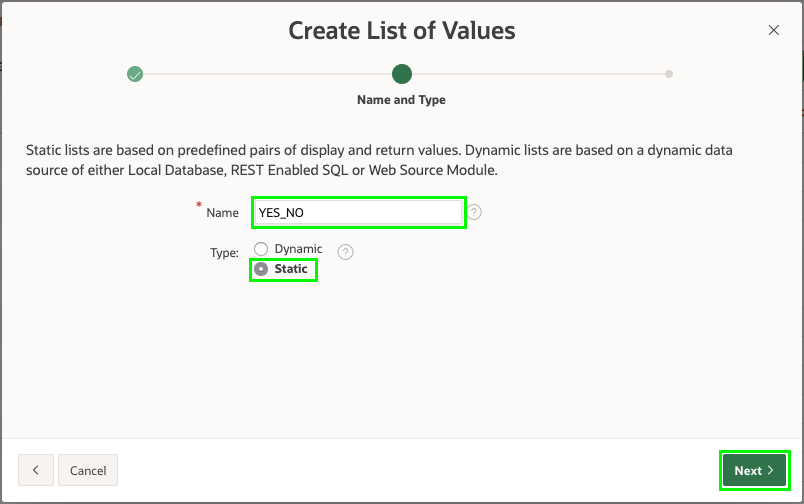 Create List of Values
Name and Type
Static lists are based on predefined pairs of display and return values. Dynamic lists are based on a dynamic data
source of either Local Database, REST Enabled SQL or Web Source Module.
* Name YES_NO ?
Type: Dynamic ?
Static
Cancel Next